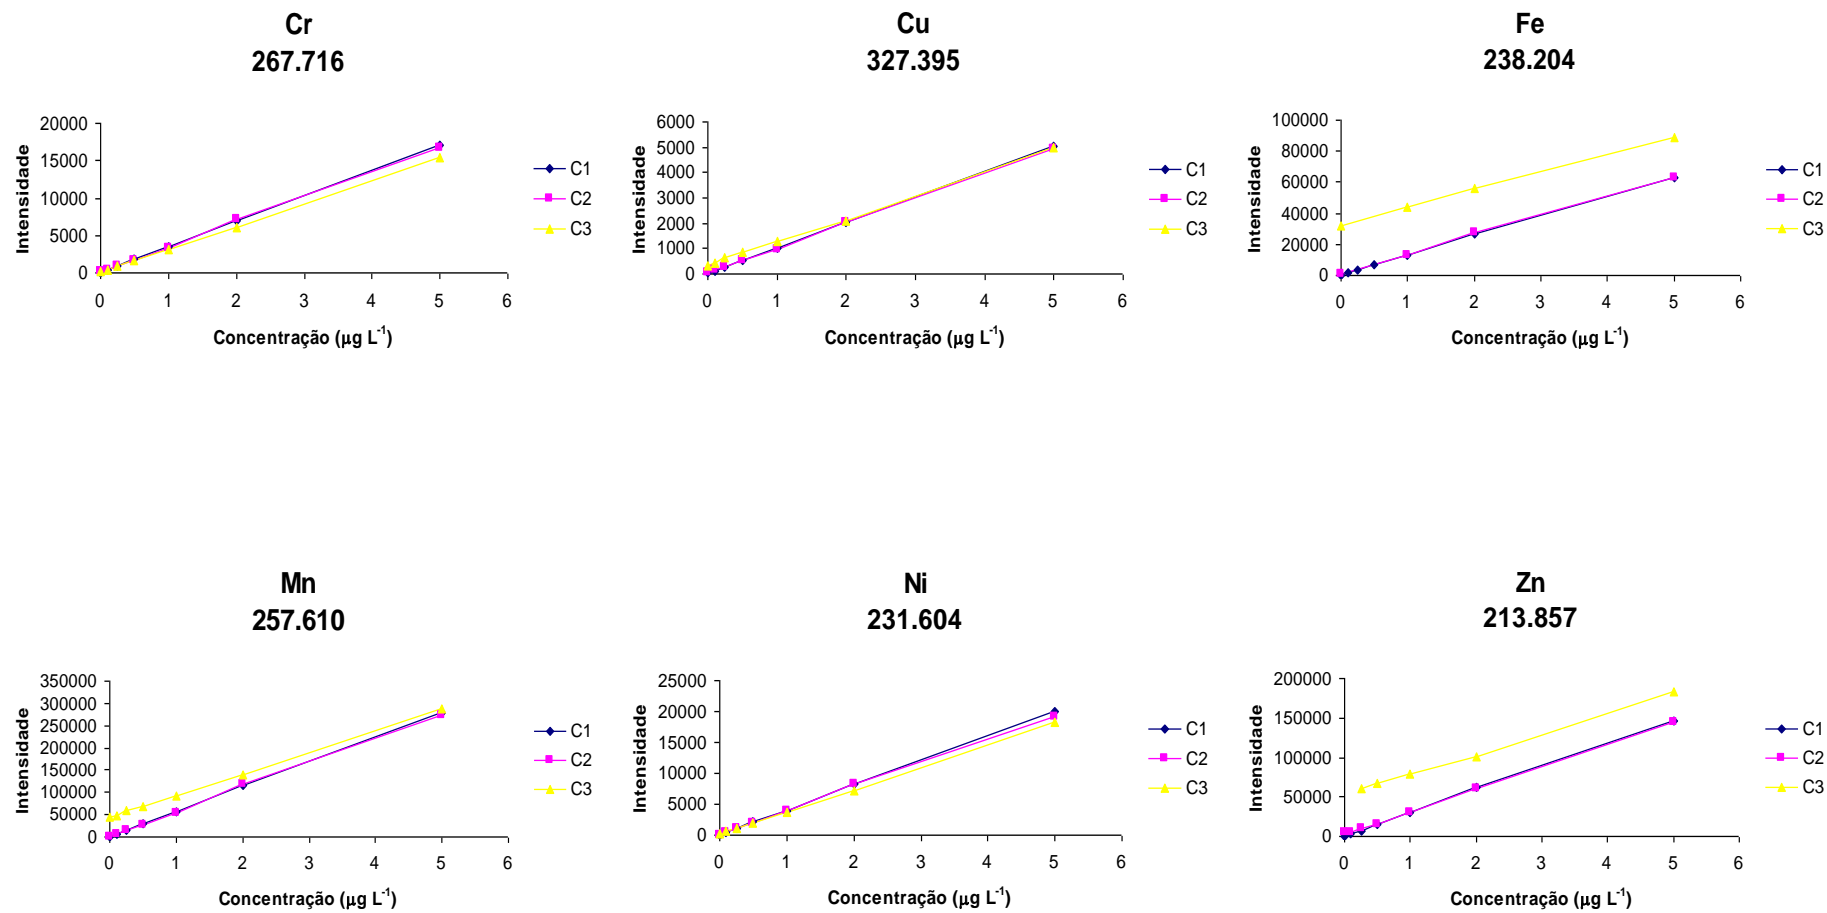 Cr
267.716
Intensidade
20000
15000
10000
5000
0
0 1 2 3 4 5 6
Concentração (µg L-1)
C1
C2
C3
Cu
327.395
Intensidade
6000
5000
4000
3000
2000
1000
0
0 1 2 3 4 5 6
Concentração (µg L-1)
C1
C2
C3
Fe
238.204
Intensidade
100000
80000
60000
40000
20000
0
0 1 2 3 4 5 6
Concentração (µg L-1)
C1
C2
C3
Mn
257.610
Intensidade
350000
300000
250000
200000
150000
100000
50000
0
0 1 2 3 4 5 6
Concentração (µg L-1)
C1
C2
C3
Ni
231.604
Intensidade
25000
20000
15000
10000
5000
0
0 1 2 3 4 5 6
Concentração (µg L-1)
C1
C2
C3
Zn
213.857
Intensidade
200000
150000
100000
50000
0
0 1 2 3 4 5 6
Concentração (µg L-1)
C1
C2
C3